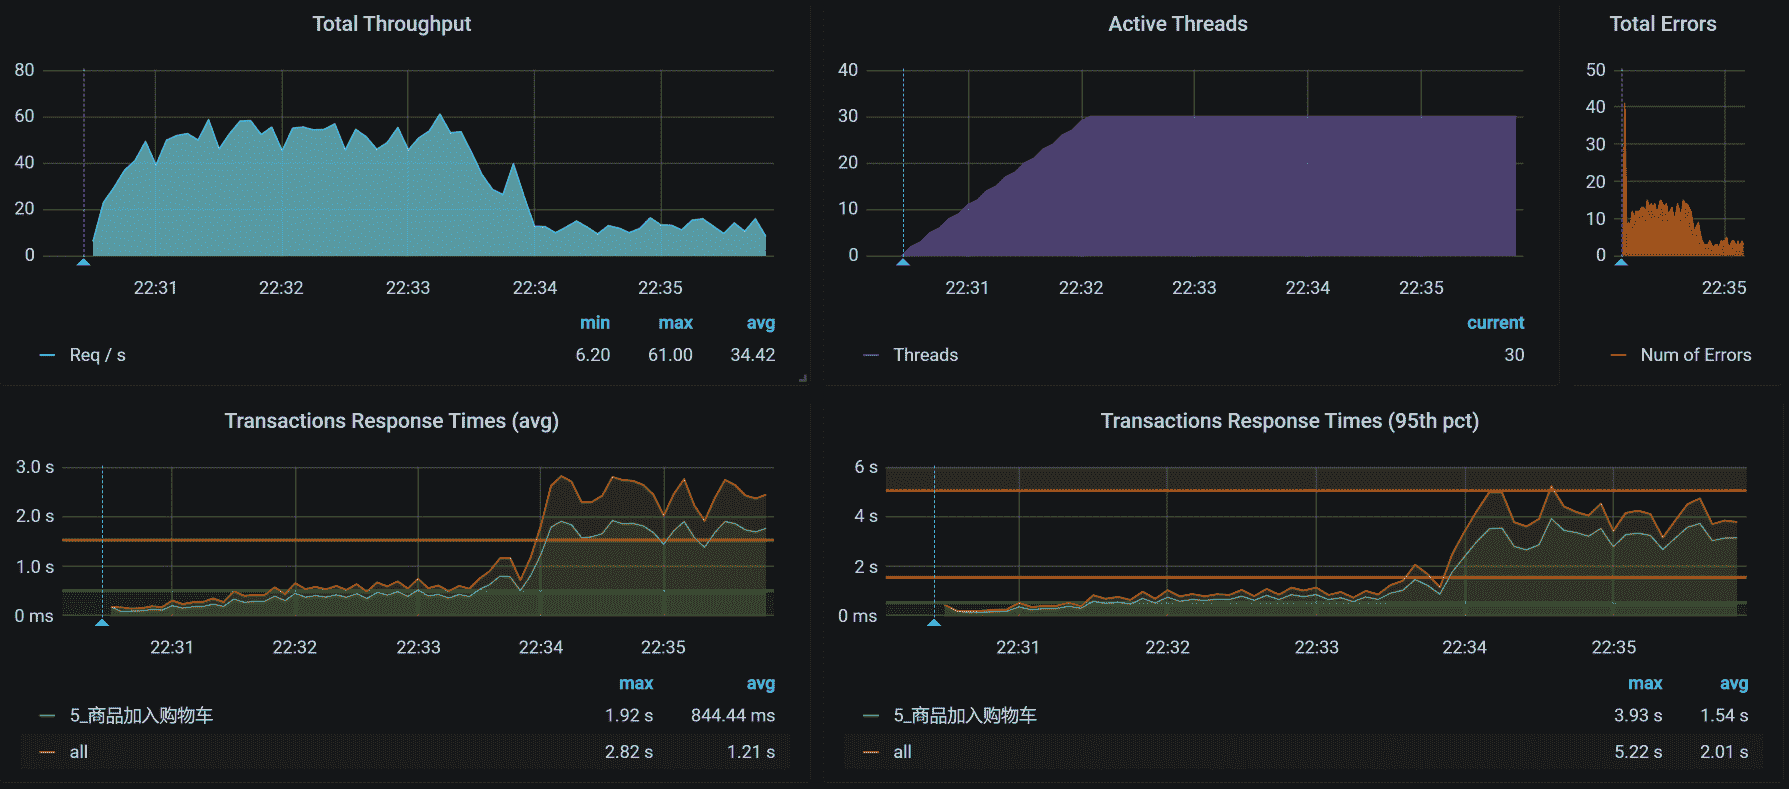 Total Throughput
80
60
40
20
0
22:31 22:32 22:33 22:34 22:35
min max avg
Req / s 6.20 61.00 34.42
Active Threads
40
30
20
10
0
22:31 22:32 22:33 22:34 22:35
current
Threads 30
Total Errors
50
40
30
20
10
0
22:35
Num of Errors
Transactions Response Times (avg)
3.0 s
2.0 s
1.0 s
0 ms
22:31 22:32 22:33 22:34 22:35
max avg
5_商品加入购物车 1.92 s 844.44 ms
all 2.82 s 1.21 s
Transactions Response Times (95th pct)
6 s
4 s
2 s
0 ms
22:31 22:32 22:33 22:34 22:35
max avg
5_商品加入购物车 3.93 s 1.54 s
all 5.22 s 2.01 s